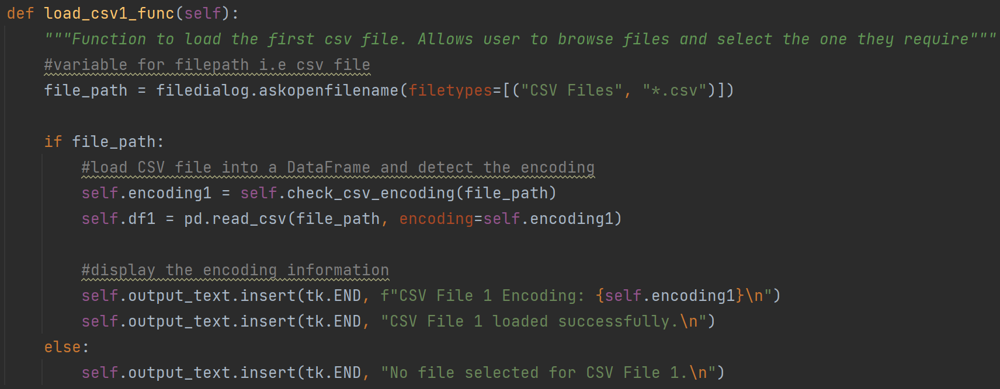 def load_csv1_func(self):
"""Function to load the first csv file. Allows user to browse files and select the one they require"""
#variable for filepath i.e csv file
file_path = filedialog.askopenfilename(filetypes=[("CSV Files", "*.csv")])
if file_path:
#load CSV file into a DataFrame and detect the encoding
self.encoding1 = self.check_csv_encoding(file_path)
self.df1 = pd.read_csv(file_path, encoding=self.encoding1)
#display the encoding information
self.output_text.insert(tk.END, f"CSV File 1 Encoding: {self.encoding1}\n")
self.output_text.insert(tk.END, "CSV File 1 loaded successfully.\n")
else:
self.output_text.insert(tk.END, "No file selected for CSV File 1.\n")